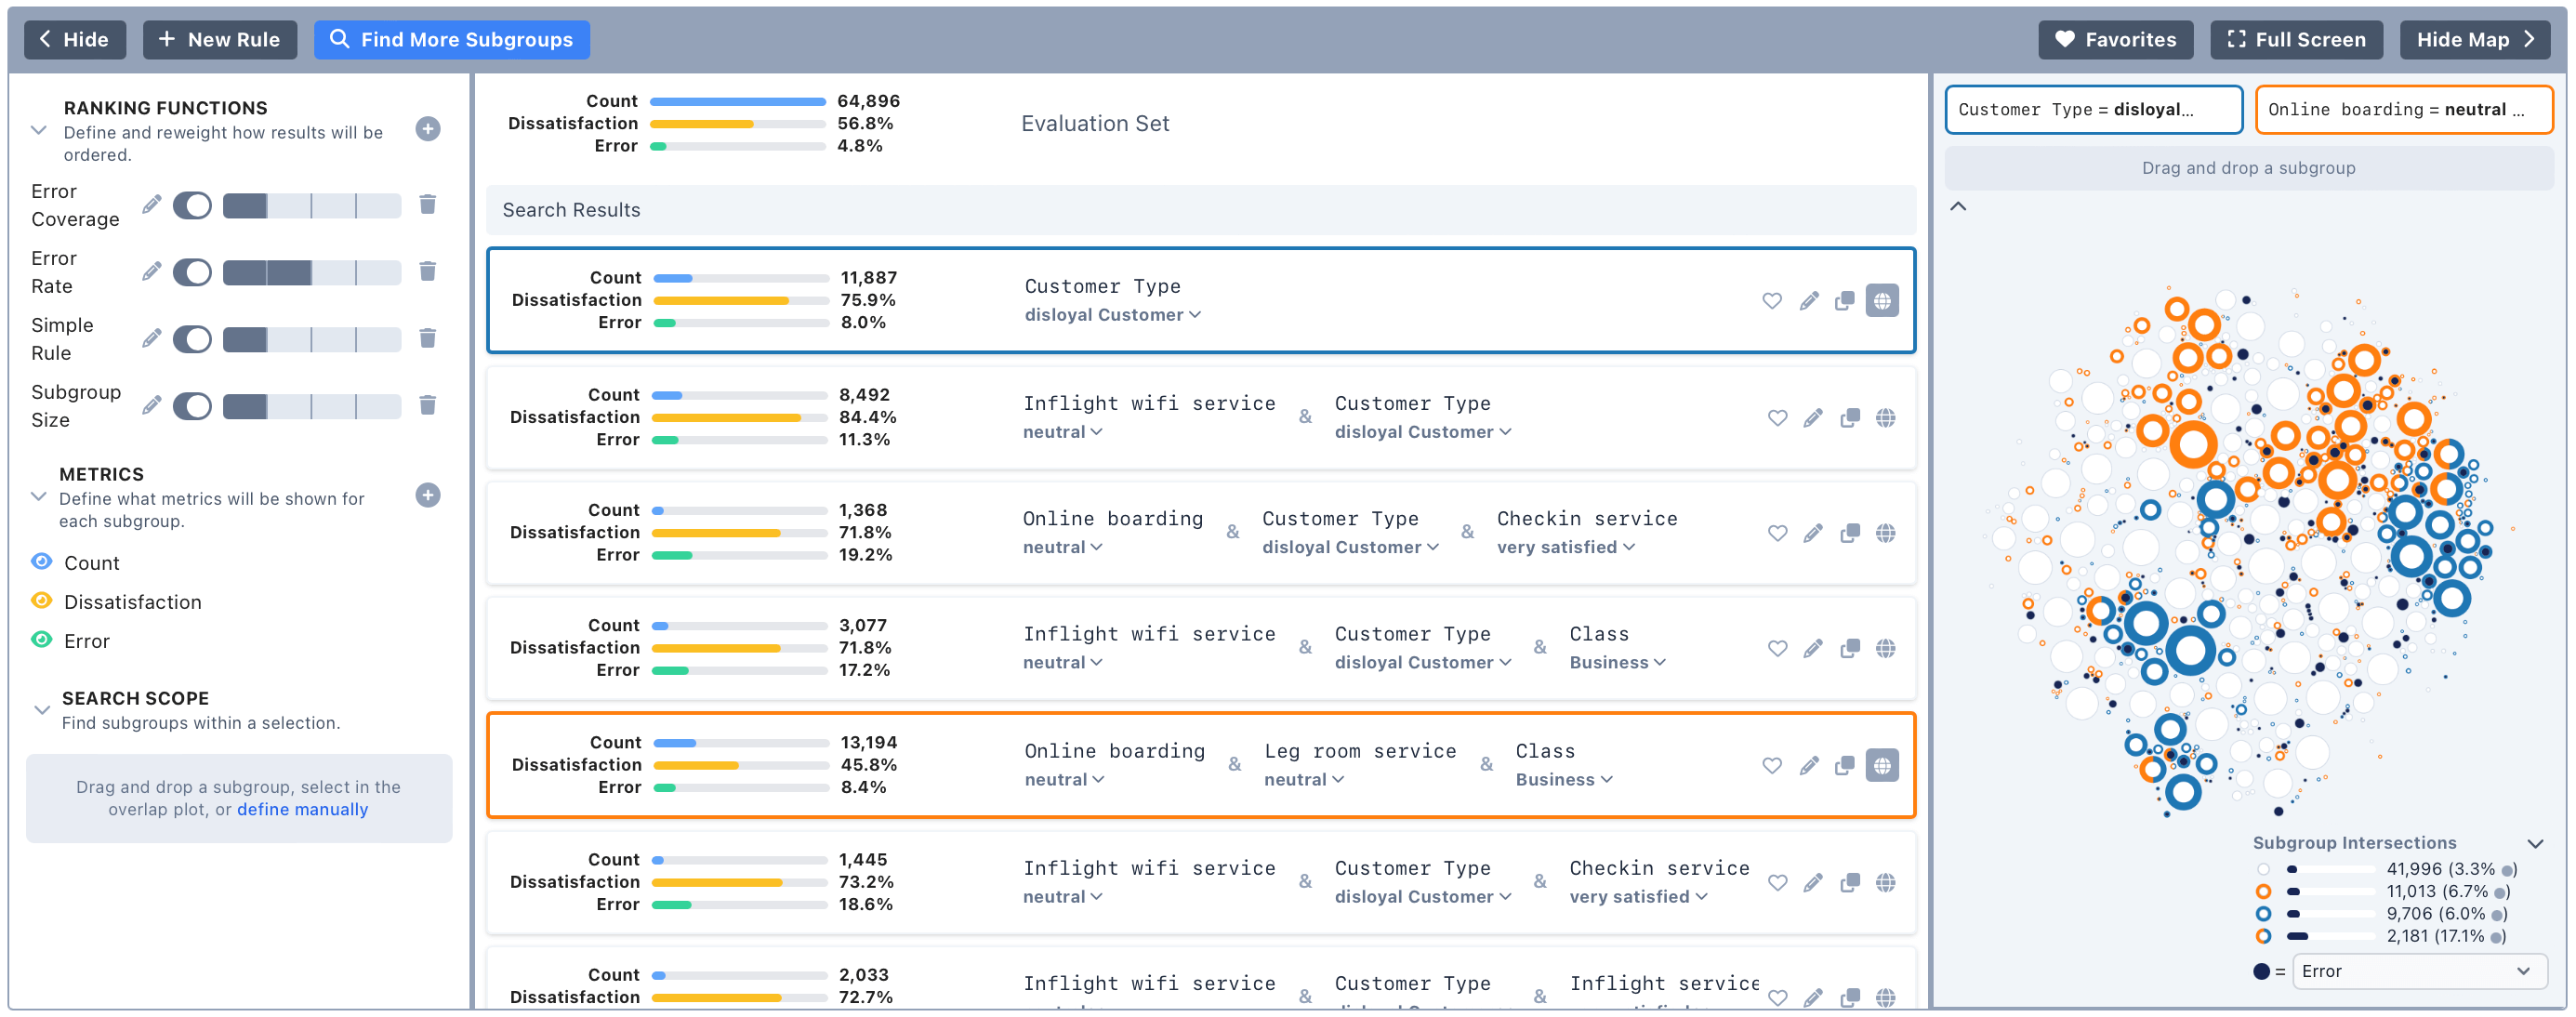 Hide
New Rule
Find More Subgroups
Favorites
Full Screen
Hide Map
RANKING FUNCTIONS
Define and reweight how results will be
ordered.
Error
Coverage
Error
Rate
Simple
Rule
Subgroup
Size
METRICS
Define what metrics will be shown for
each subgroup.
Count
Dissatisfaction
Error
SEARCH SCOPE
Find subgroups within a selection.
Drag and drop a subgroup, select in the
overlap plot, or define manually
Count 64,896
Dissatisfaction 56.8%
Error 4.8%
Evaluation Set
Search Results
Count 11,887
Dissatisfaction 75.9%
Error 8.0%
Customer Type
disloyal Customer
Count 8,492
Dissatisfaction 84.4%
Error 11.3%
Inflight wifi service & Customer Type
neutral disloyal Customer
Count 1,368
Dissatisfaction 71.8%
Error 19.2%
Online boarding & Customer Type & Checkin service
neutral disloyal Customer very satisfied
Count 3,077
Dissatisfaction 71.8%
Error 17.2%
Inflight wifi service & Customer Type & Class
neutral disloyal Customer Business
Count 13,194
Dissatisfaction 45.8%
Error 8.4%
Online boarding & Leg room service & Class
neutral neutral Business
Count 1,445
Dissatisfaction 73.2%
Error 18.6%
Inflight wifi service & Customer Type & Checkin service
neutral disloyal Customer very satisfied
Count 2,033
Dissatisfaction 72.7%
Inflight wifi service & Customer Type & Inflight service
Customer Type = disloyal...
Online boarding = neutral ...
Drag and drop a subgroup
Subgroup Intersections
41,996 (3.3% )
11,013 (6.7% )
9,706 (6.0% )
2,181 (17.1% )
= Error